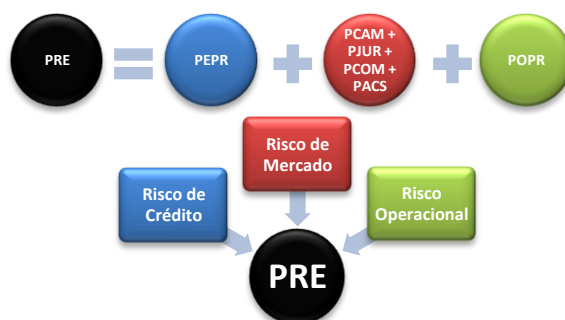 PRE
PEPR
PCAM +
PJUR +
PCOM +
PACS
POPR
Risco de
Mercado
Risco de
Crédito
Risco
Operacional
PRE